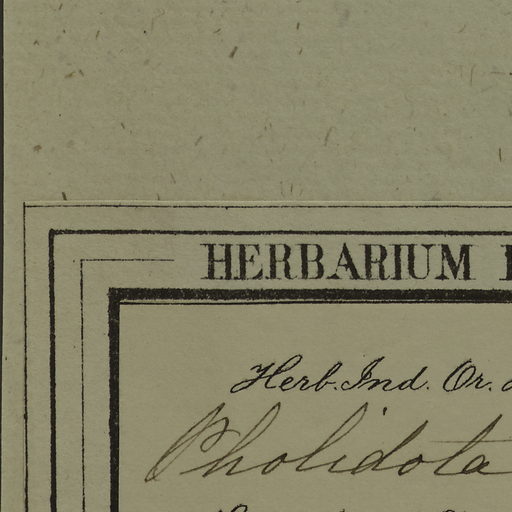 HERBARIUM
Herb. Ind. Or.
Pholidota